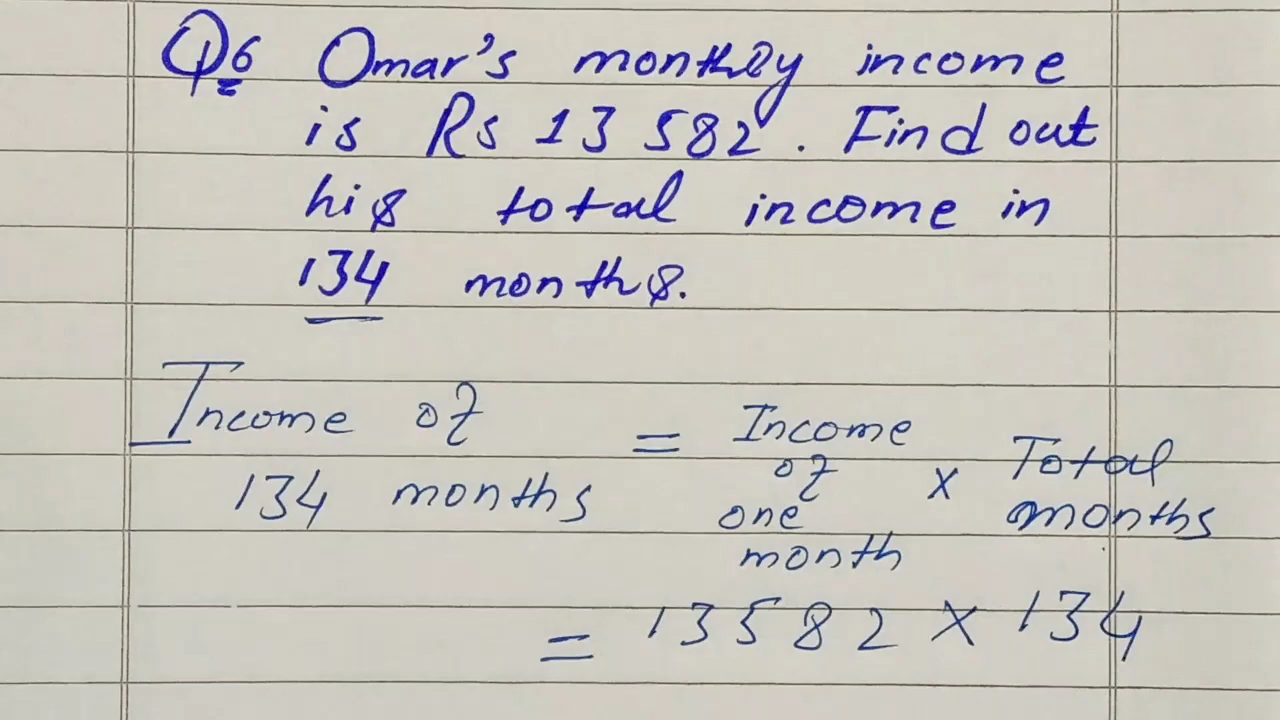 Q6 Omar's monthly income
is Rs 13 582. Find out
his total income in
134 months.
Income of
134 months
=
Income
of
one
month
×
Total
months
= 13582 × 134